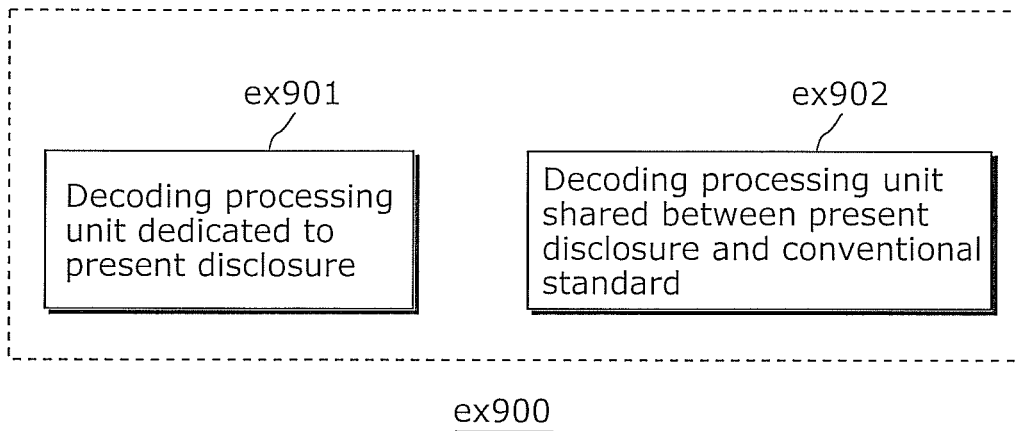 ex901
ex902
Decoding processing
unit dedicated to
present disclosure
Decoding processing unit
shared between present
disclosure and conventional
standard
ex900